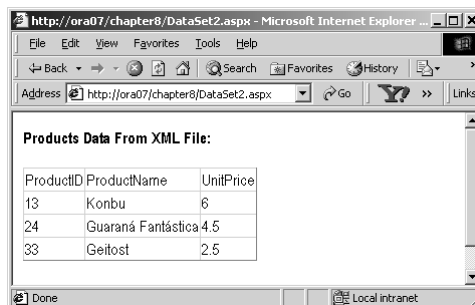 http://ora07/chapter8/DataSet2.aspx - Microsoft Internet Explorer ...
File Edit View Favorites Tools Help
Back Search Favorites History »
Address http://ora07/chapter8/DataSet2.aspx Go Y? » Links
Products Data From XML File:
ProductID ProductName UnitPrice
13 Konbu 6
24 Guaraná Fantástica 4.5
33 Geitost 2.5
Done Local intranet